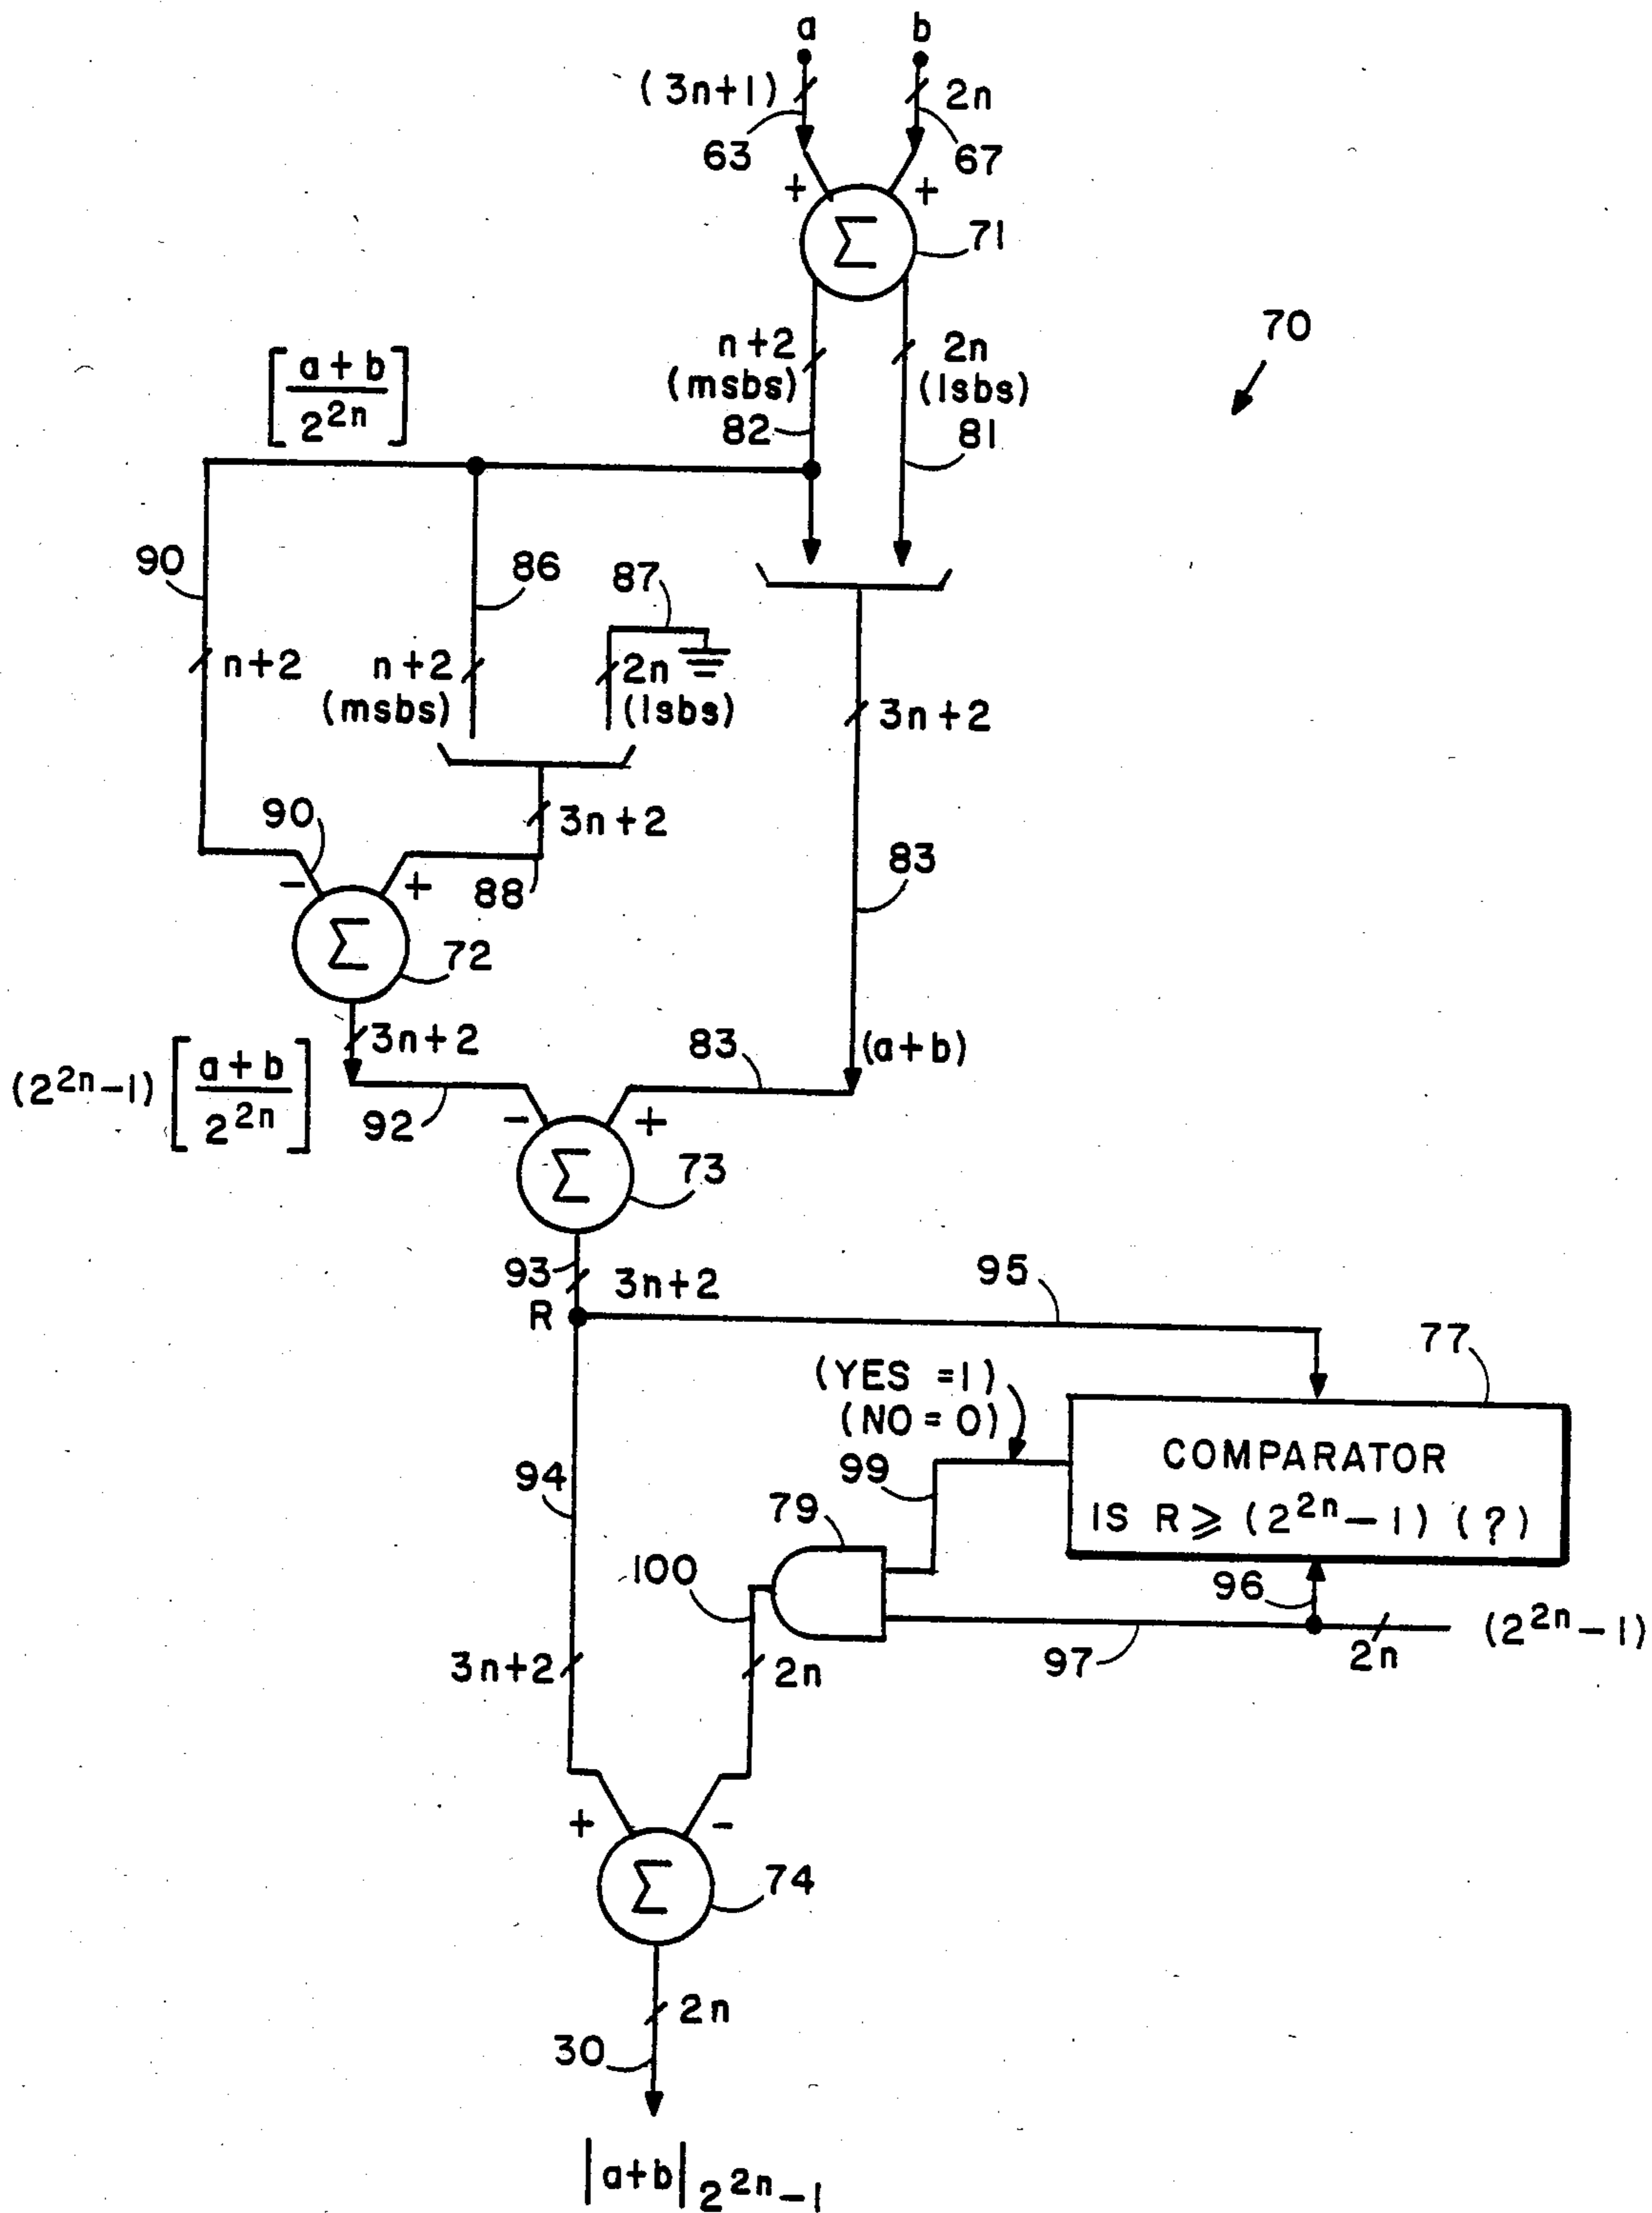 a b
(3n+1) 2n
63 67
+ +
Σ 71
70
n+2 (msbs) 2n (lsbs)
82 81
[a+b / 2^2n]
90 86 87
n+2 n+2 (msbs) 2n (lsbs)
3n+2
3n+2
90 88 83
- +
Σ 72
3n+2
(2^2n-1) [a+b / 2^2n]
92 83 (a+b)
- +
Σ 73
93 3n+2 95
R
77
(YES =1)
(NO = 0)
COMPARATOR
IS R ≥ (2^2n - 1) (?)
94 99
79
100 96
(2^2n - 1)
97 2n
3n+2 2n
+ -
Σ 74
2n
30
|a+b| 2^2n-1